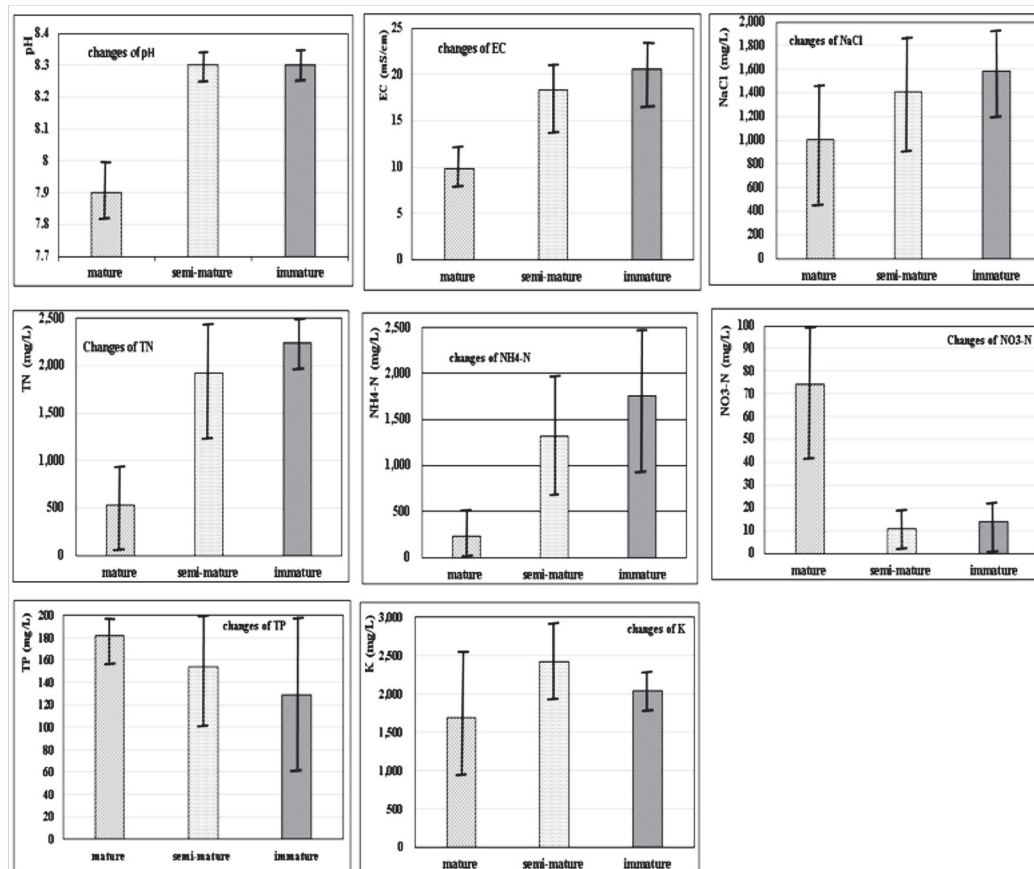 changes of pH
pH
8.4
8.3
8.3
8.2
8.1
8
7.9
7.8
7.7
mature semi-mature immature
changes of EC
EC (mS/cm)
25
20
15
10
5
0
mature semi-mature immature
changes of NaCl
NaCl (mg/L)
2,000
1,800
1,600
1,400
1,200
1,000
800
600
400
200
0
mature semi-mature immature
Changes of TN
TN (mg/L)
2,500
2,000
1,500
1,000
500
0
mature semi-mature immature
changes of NH4-N
NH4-N (mg/L)
2,500
2,000
1,500
1,000
500
0
mature semi-mature immature
Changes of NO3-N
NO3-N (mg/L)
100
90
80
70
60
50
40
30
20
10
0
mature semi-mature immature
changes of TP
TP (mg/L)
200
180
160
140
120
100
80
60
40
20
0
mature semi-mature immature
changes of K
K (mg/L)
3,000
2,500
2,000
1,500
1,000
500
0
mature semi-mature immature